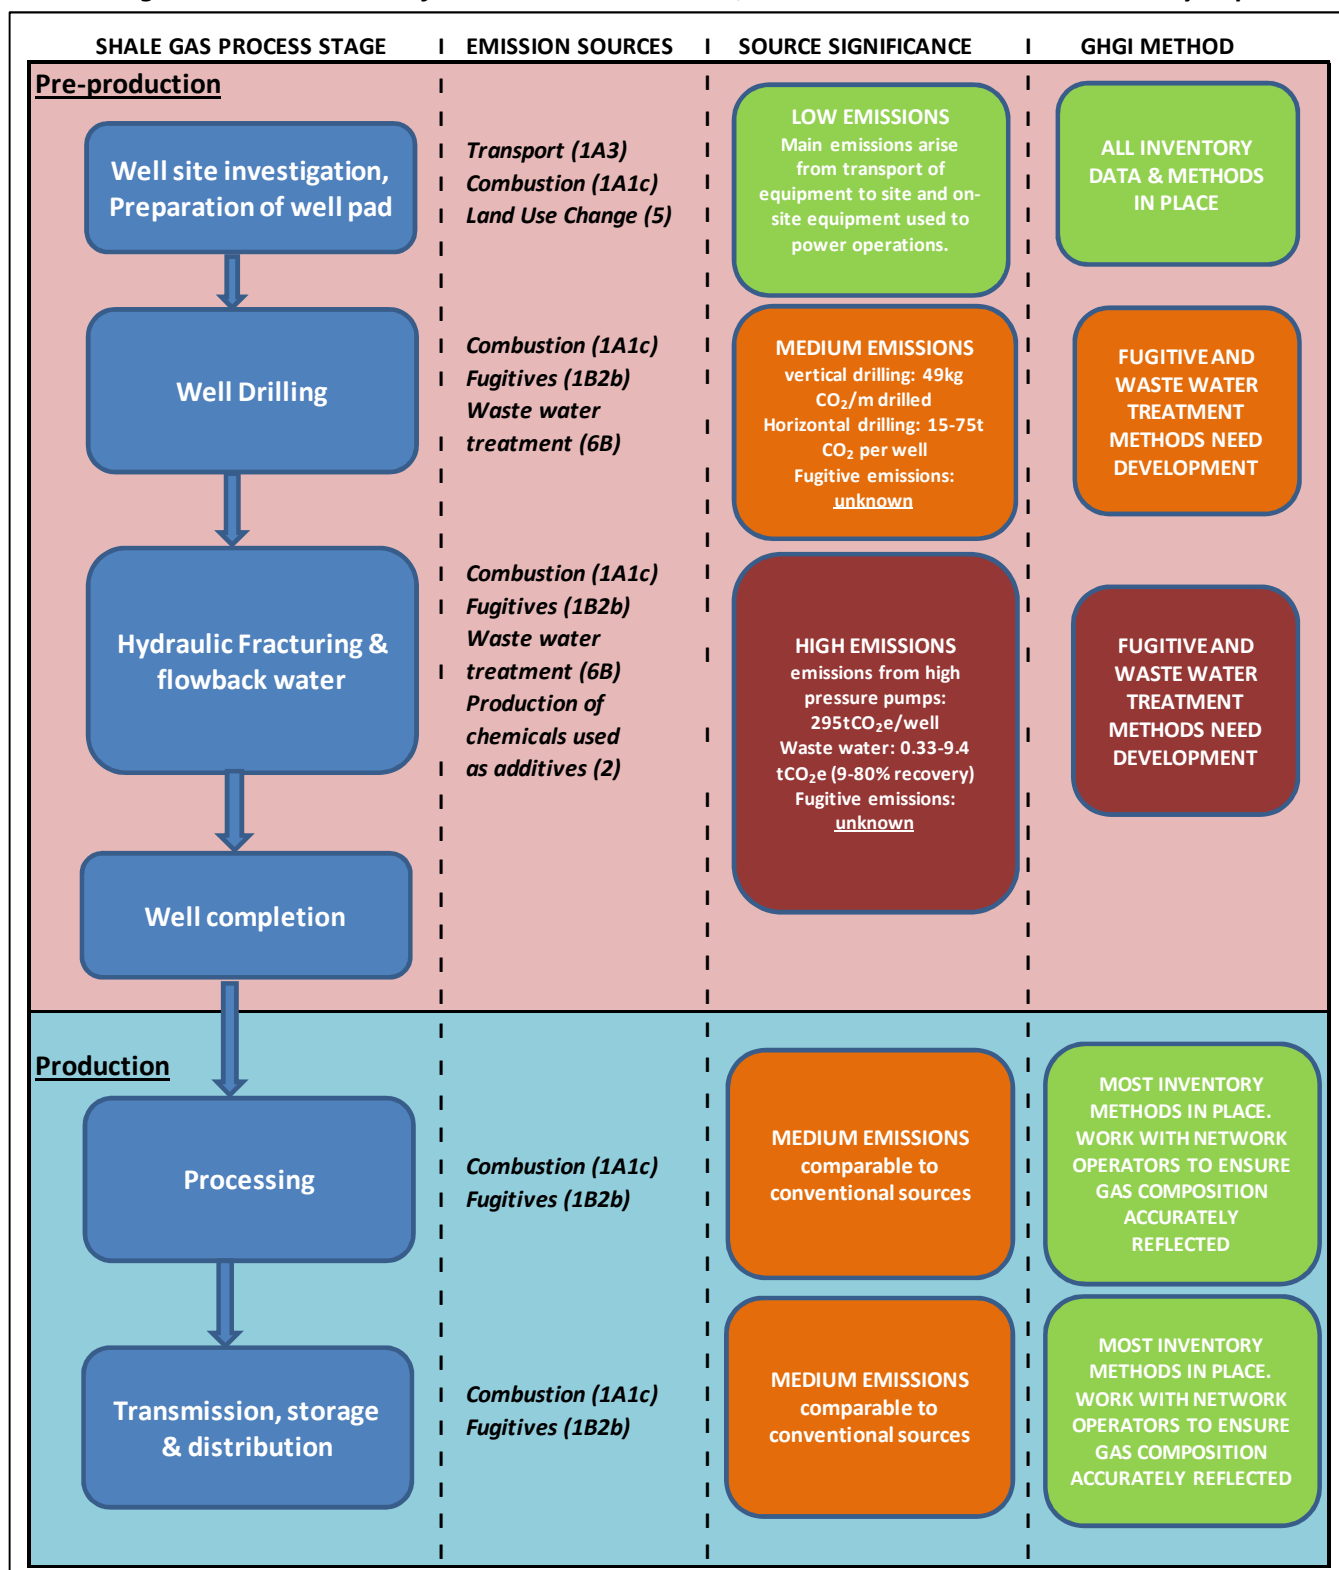 SHALE GAS PROCESS STAGE
EMISSION SOURCES
SOURCE SIGNIFICANCE
GHGI METHOD
Pre-production
Well site investigation,
Preparation of well pad
Transport (1A3)
Combustion (1A1c)
Land Use Change (5)
LOW EMISSIONS
Main emissions arise
from transport of
equipment to site and on-
site equipment used to
power operations.
ALL INVENTORY
DATA & METHODS
IN PLACE
Well Drilling
Combustion (1A1c)
Fugitives (1B2b)
Waste water
treatment (6B)
MEDIUM EMISSIONS
vertical drilling: 49kg
CO₂/m drilled
Horizontal drilling: 15-75t
CO₂ per well
Fugitive emissions:
unknown
FUGITIVE AND
WASTE WATER
TREATMENT
METHODS NEED
DEVELOPMENT
Hydraulic Fracturing &
flowback water
Combustion (1A1c)
Fugitives (1B2b)
Waste water
treatment (6B)
Production of
chemicals used
as additives (2)
HIGH EMISSIONS
emissions from high
pressure pumps:
295tCO₂e/well
Waste water: 0.33-9.4
tCO₂e (9-80% recovery)
Fugitive emissions:
unknown
FUGITIVE AND
WASTE WATER
TREATMENT
METHODS NEED
DEVELOPMENT
Well completion
Production
Processing
Combustion (1A1c)
Fugitives (1B2b)
MEDIUM EMISSIONS
comparable to
conventional sources
MOST INVENTORY
METHODS IN PLACE.
WORK WITH NETWORK
OPERATORS TO ENSURE
GAS COMPOSITION
ACCURATELY
REFLECTED
Transmission, storage
& distribution
Combustion (1A1c)
Fugitives (1B2b)
MEDIUM EMISSIONS
comparable to
conventional sources
MOST INVENTORY
METHODS IN PLACE.
WORK WITH NETWORK
OPERATORS TO ENSURE
GAS COMPOSITION
ACCURATELY REFLECTED